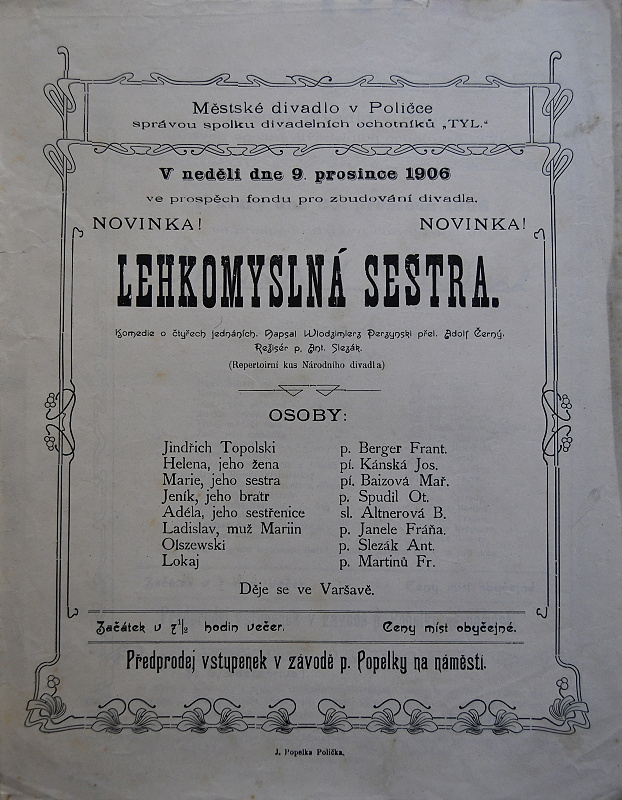 Městské divadlo v Poličce
správou spolku divadelních ochotníků „TYL.“
V neděli dne 9. prosince 1906
ve prospěch fondu pro zbudování divadla.
NOVINKA! NOVINKA!
LEHKOMYSLNÁ SESTRA.
Komedie o čtyřech jednáních. Napsal Wlodzimierz Perzynski přel. Adolf Černý.
Režisér p. Ant. Slezák.
(Repertoirní kus Národního divadla)
OSOBY:
Jindřich Topolski p. Berger Frant.
Helena, jeho žena pí. Kánská Jos.
Marie, jeho sestra pí. Baizová Mař.
Jeník, jeho bratr p. Spudil Ot.
Adéla, jeho sestřenice sl. Altnerová B.
Ladislav, muž Mariin p. Janele Fráňa.
Olszewski p. Slezák Ant.
Lokaj p. Martinů Fr.
Děje se ve Varšavě.
Začátek v 7½ hodin večer. Ceny míst obyčejné.
Předprodej vstupenek v závodě p. Popelky na náměstí.
J. Popelka Polička.